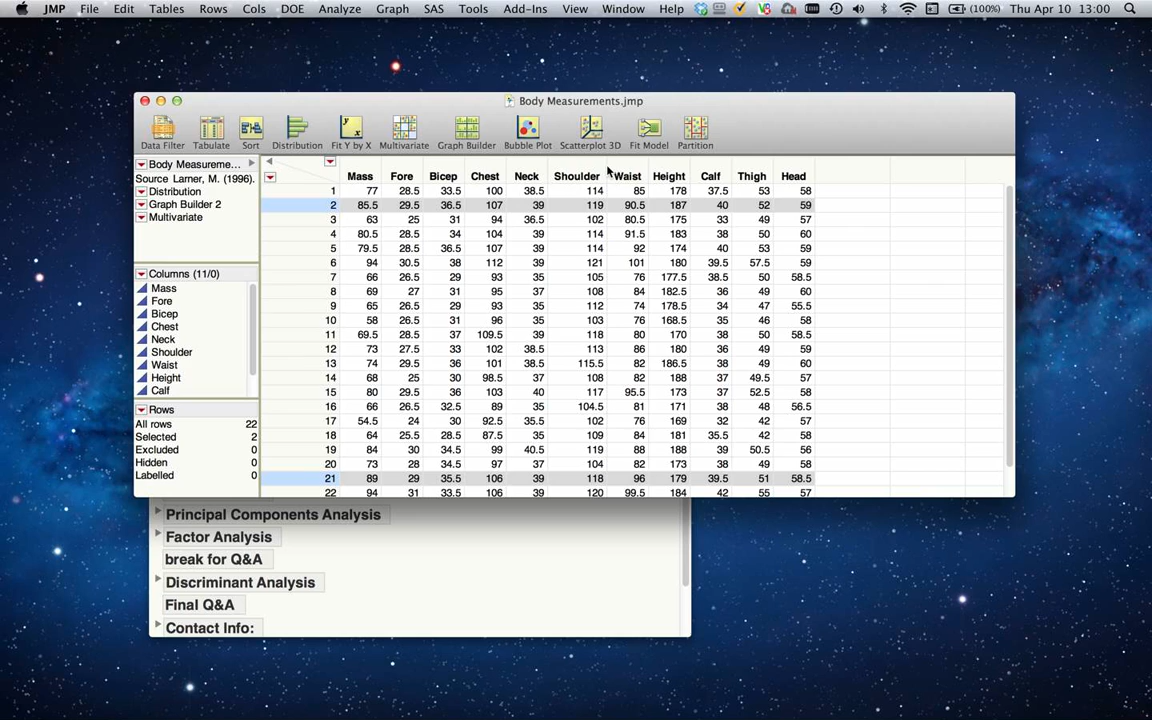 JMP File Edit Tables Rows Cols DOE Analyze Graph SAS Tools Add-Ins View Window Help (100%) Thu Apr 10 13:00
Body Measurements.jmp
Data Filter Tabulate Sort Distribution Fit Y by X Multivariate Graph Builder Bubble Plot Scatterplot 3D Fit Model Partition
Body Measureme...
Source Larner, M. (1996).
Distribution
Graph Builder 2
Multivariate
Columns (11/0)
Mass
Fore
Bicep
Chest
Neck
Shoulder
Waist
Height
Calf
Rows
All rows 22
Selected 2
Excluded 0
Hidden 0
Labelled 0
Mass Fore Bicep Chest Neck Shoulder Waist Height Calf Thigh Head
1 77 28.5 33.5 100 38.5 114 85 178 37.5 53 58
2 85.5 29.5 36.5 107 39 119 90.5 187 40 52 59
3 63 25 31 94 36.5 102 80.5 175 33 49 57
4 80.5 28.5 34 104 39 114 91.5 183 38 50 60
5 79.5 28.5 36.5 107 39 114 92 174 40 53 59
6 94 30.5 38 112 39 121 101 180 39.5 57.5 59
7 66 26.5 29 93 35 105 76 177.5 38.5 50 58.5
8 69 27 31 95 37 108 84 182.5 36 49 60
9 65 26.5 29 93 35 112 74 178.5 34 47 55.5
10 58 26.5 31 96 35 103 76 168.5 35 46 58
11 69.5 28.5 37 109.5 39 118 80 170 38 50 58.5
12 73 27.5 33 102 38.5 113 86 180 36 49 59
13 74 29.5 36 101 38.5 115.5 82 186.5 38 49 60
14 68 25 30 98.5 37 108 82 188 37 49.5 57
15 80 29.5 36 103 40 117 95.5 173 37 52.5 58
16 66 26.5 32.5 89 35 104.5 81 171 38 48 56.5
17 54.5 24 30 92.5 35.5 102 76 169 32 42 57
18 64 25.5 28.5 87.5 35 109 84 181 35.5 42 58
19 84 30 34.5 99 40.5 119 88 188 39 50.5 56
20 73 28 34.5 97 37 104 82 173 38 49 58
21 89 29 35.5 106 39 118 96 179 39.5 51 58.5
22 94 31 33.5 106 39 120 99.5 184 42 55 57
Principal Components Analysis
Factor Analysis
break for Q&A
Discriminant Analysis
Final Q&A
Contact Info: